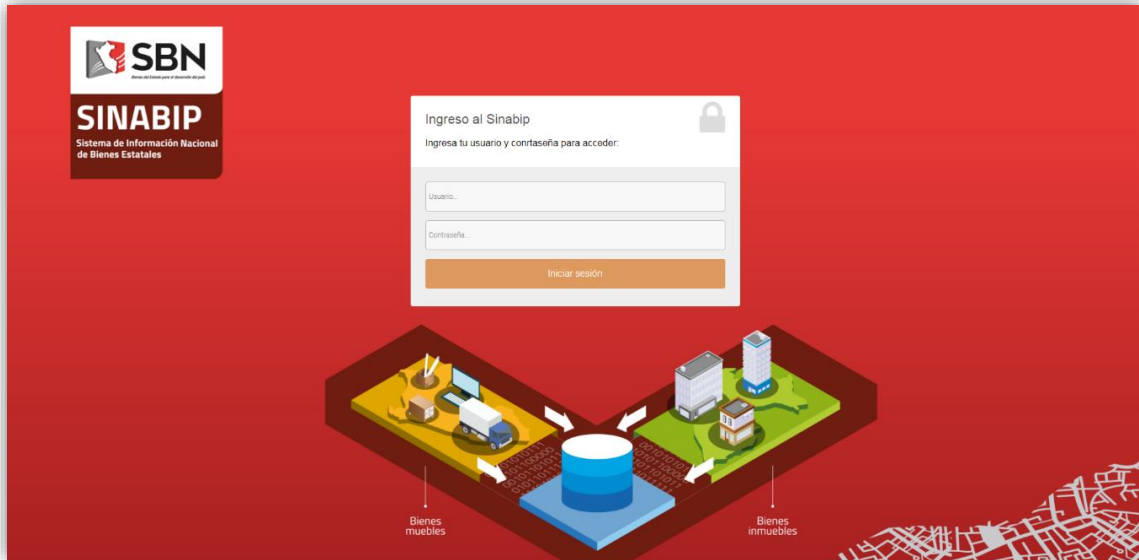 SBN
Bienes del Estado para el desarrollo del país
SINABIP
Sistema de Información Nacional
de Bienes Estatales
Ingreso al Sinabip
Ingresa tu usuario y conrtaseña para acceder:
Usuario...
Contraseña...
Iniciar sesión
Bienes
muebles
Bienes
inmuebles